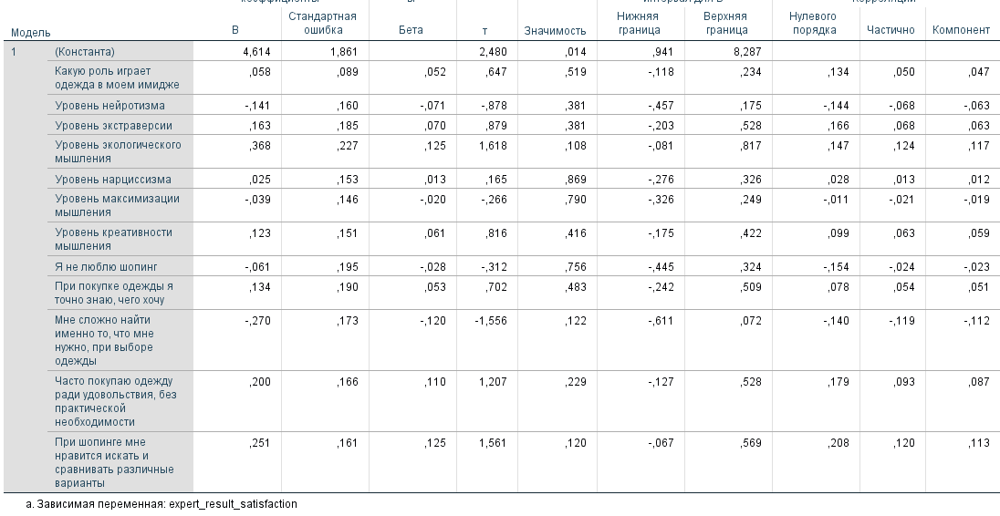 Стандартная Нижняя Верхняя Нулевого
Модель B ошибка Бета т Значимость граница граница порядка Частично Компонент
1 (Константа) 4,614 1,861 2,480 ,014 ,941 8,287
Какую роль играет ,058 ,089 ,052 ,647 ,519 -,118 ,234 ,134 ,050 ,047
одежда в моем имидже
Уровень нейротизма -,141 ,160 -,071 -,878 ,381 -,457 ,175 -,144 -,068 -,063
Уровень экстраверсии ,163 ,185 ,070 ,879 ,381 -,203 ,528 ,166 ,068 ,063
Уровень экологического ,368 ,227 ,125 1,618 ,108 -,081 ,817 ,147 ,124 ,117
мышления
Уровень нарциссизма ,025 ,153 ,013 ,165 ,869 -,276 ,326 ,028 ,013 ,012
Уровень максимизации -,039 ,146 -,020 -,266 ,790 -,326 ,249 -,011 -,021 -,019
мышления
Уровень креативности ,123 ,151 ,061 ,816 ,416 -,175 ,422 ,099 ,063 ,059
мышления
Я не люблю шопинг -,061 ,195 -,028 -,312 ,756 -,445 ,324 -,154 -,024 -,023
При покупке одежды я ,134 ,190 ,053 ,702 ,483 -,242 ,509 ,078 ,054 ,051
точно знаю, чего хочу
Мне сложно найти -,270 ,173 -,120 -1,556 ,122 -,611 ,072 -,140 -,119 -,112
именно то, что мне
нужно, при выборе
одежды
Часто покупаю одежду ,200 ,166 ,110 1,207 ,229 -,127 ,528 ,179 ,093 ,087
ради удовольствия, без
практической
необходимости
При шопинге мне ,251 ,161 ,125 1,561 ,120 -,067 ,569 ,208 ,120 ,113
нравится искать и
сравнивать различные
варианты
a. Зависимая переменная: expert_result_satisfaction